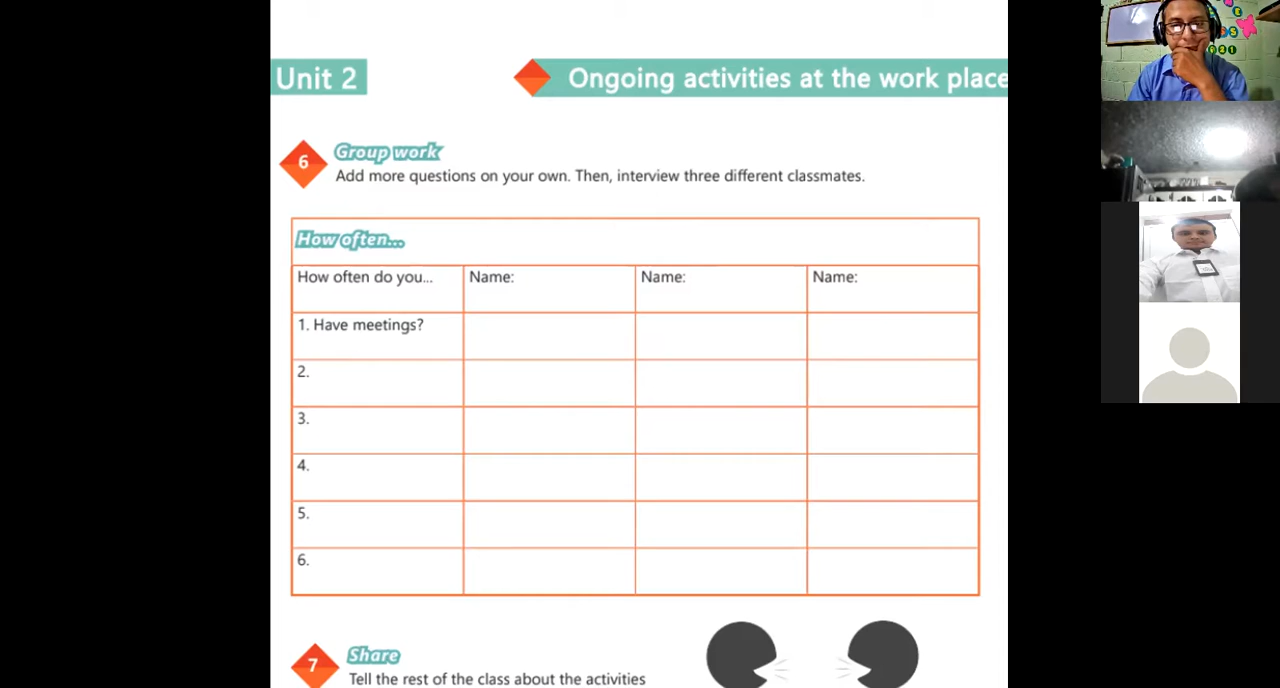 Unit 2
Ongoing activities at the work place
6
Group work
Add more questions on your own. Then, interview three different classmates.
How often...
How often do you... Name: Name: Name:
1. Have meetings?
2.
3.
4.
5.
6.
7
Share
Tell the rest of the class about the activities